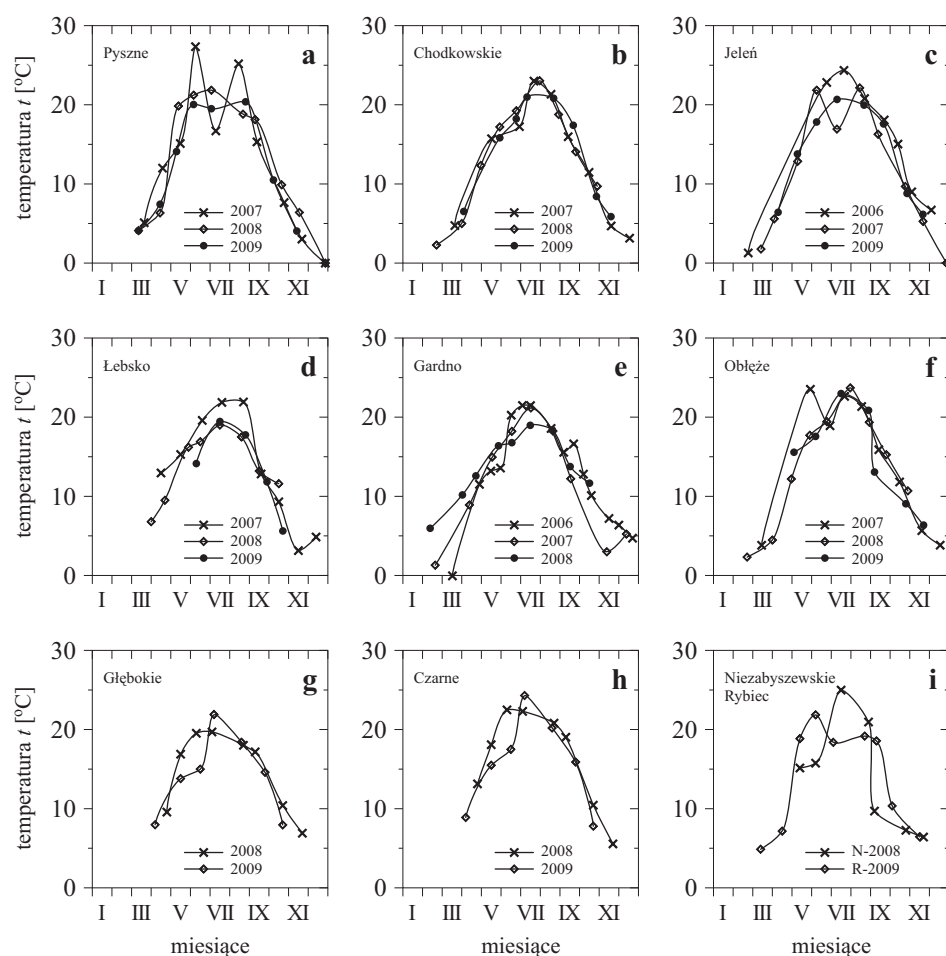 30
Pyszne a
20
10
0
temperatura t [°C]
2007
2008
2009
I III V VII IX XI
30
Chodkowskie b
20
10
0
2007
2008
2009
I III V VII IX XI
30
Jeleń c
20
10
0
2006
2007
2009
I III V VII IX XI
30
Łebsko d
20
10
0
temperatura t [°C]
2007
2008
2009
I III V VII IX XI
30
Gardno e
20
10
0
2006
2007
2008
I III V VII IX XI
30
Obłęże f
20
10
0
2007
2008
2009
I III V VII IX XI
30
Głębokie g
20
10
0
temperatura t [°C]
2008
2009
I III V VII IX XI
miesiące
30
Czarne h
20
10
0
2008
2009
I III V VII IX XI
miesiące
30
Niezabyszewskie i
Rybiec
20
10
0
N-2008
R-2009
I III V VII IX XI
miesiące